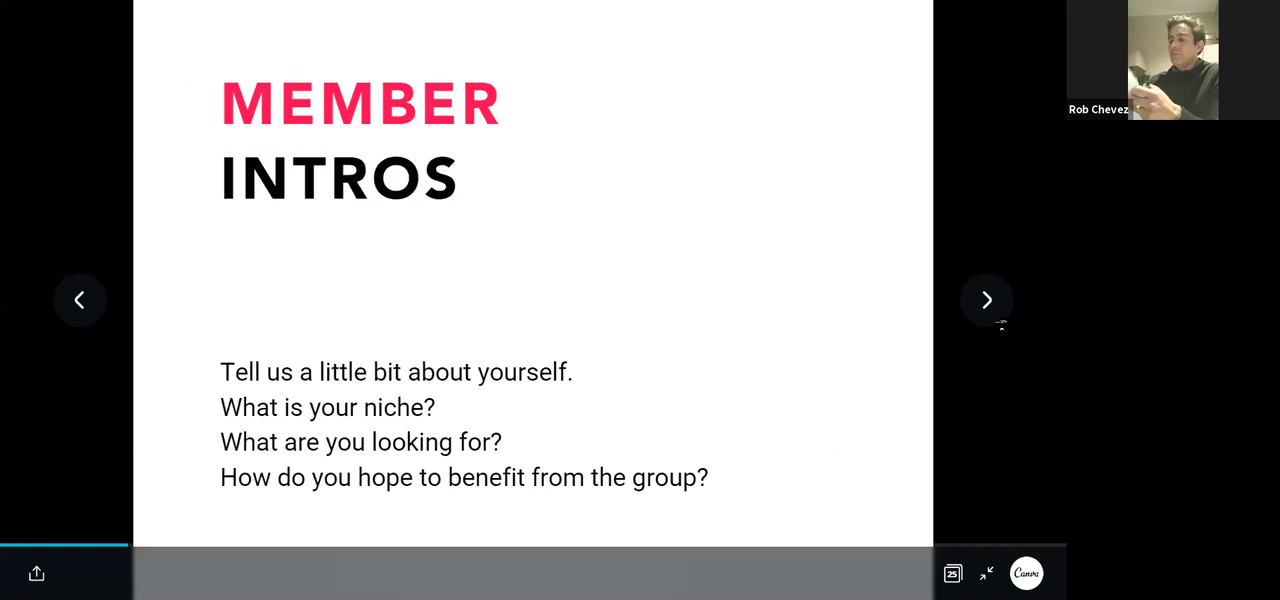 MEMBER
INTROS
Tell us a little bit about yourself.
What is your niche?
What are you looking for?
How do you hope to benefit from the group?
Rob Chevez
25
Canva